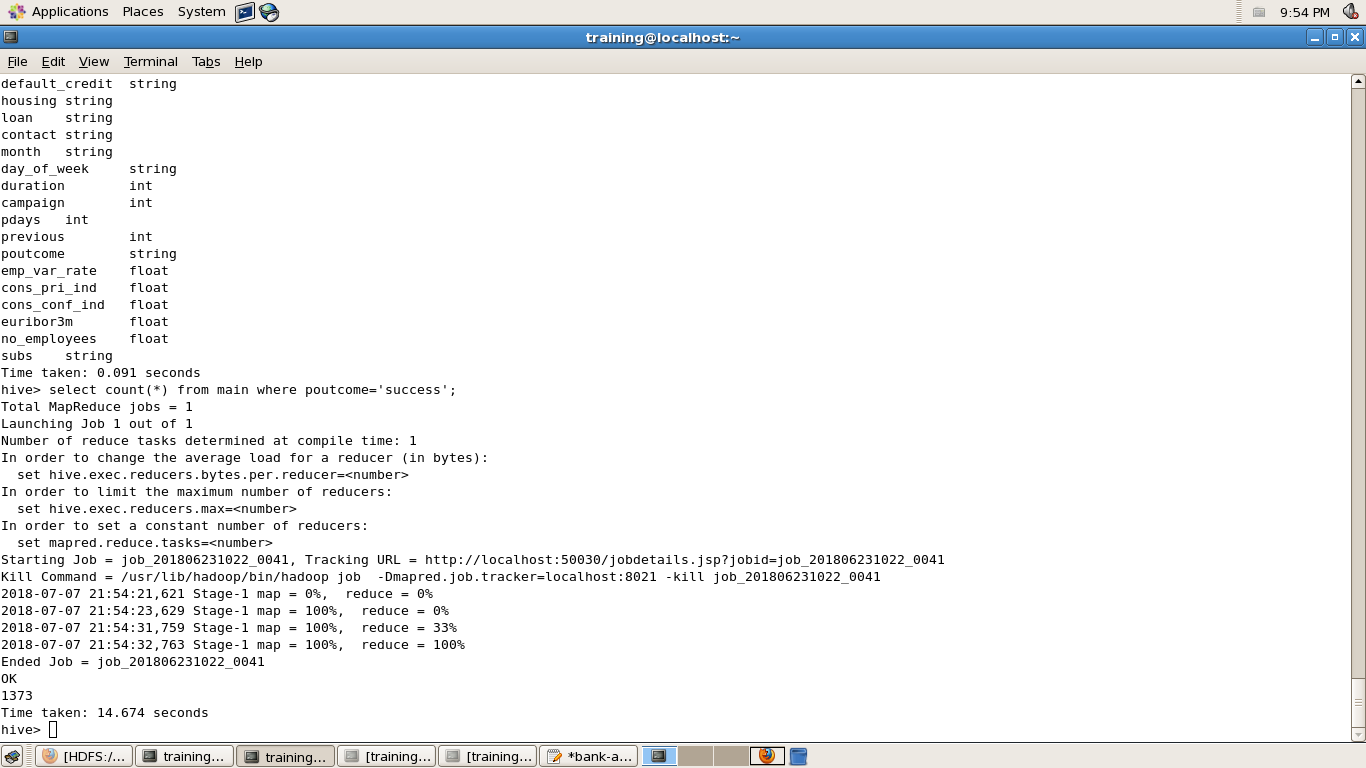 Applications Places System 9:54 PM
training@localhost:~
File Edit View Terminal Tabs Help
default_credit string
housing string
loan string
contact string
month string
day_of_week string
duration int
campaign int
pdays int
previous int
poutcome string
emp_var_rate float
cons_pri_ind float
cons_conf_ind float
euribor3m float
no_employees float
subs string
Time taken: 0.091 seconds
hive> select count(*) from main where poutcome='success';
Total MapReduce jobs = 1
Launching Job 1 out of 1
Number of reduce tasks determined at compile time: 1
In order to change the average load for a reducer (in bytes):
  set hive.exec.reducers.bytes.per.reducer=<number>
In order to limit the maximum number of reducers:
  set hive.exec.reducers.max=<number>
In order to set a constant number of reducers:
  set mapred.reduce.tasks=<number>
Starting Job = job_201806231022_0041, Tracking URL = http://localhost:50030/jobdetails.jsp?jobid=job_201806231022_0041
Kill Command = /usr/lib/hadoop/bin/hadoop job  -Dmapred.job.tracker=localhost:8021 -kill job_201806231022_0041
2018-07-07 21:54:21,621 Stage-1 map = 0%,  reduce = 0%
2018-07-07 21:54:23,629 Stage-1 map = 100%,  reduce = 0%
2018-07-07 21:54:31,759 Stage-1 map = 100%,  reduce = 33%
2018-07-07 21:54:32,763 Stage-1 map = 100%,  reduce = 100%
Ended Job = job_201806231022_0041
OK
1373
Time taken: 14.674 seconds
hive>
[HDFS:/... training... training... [training... [training... *bank-a...